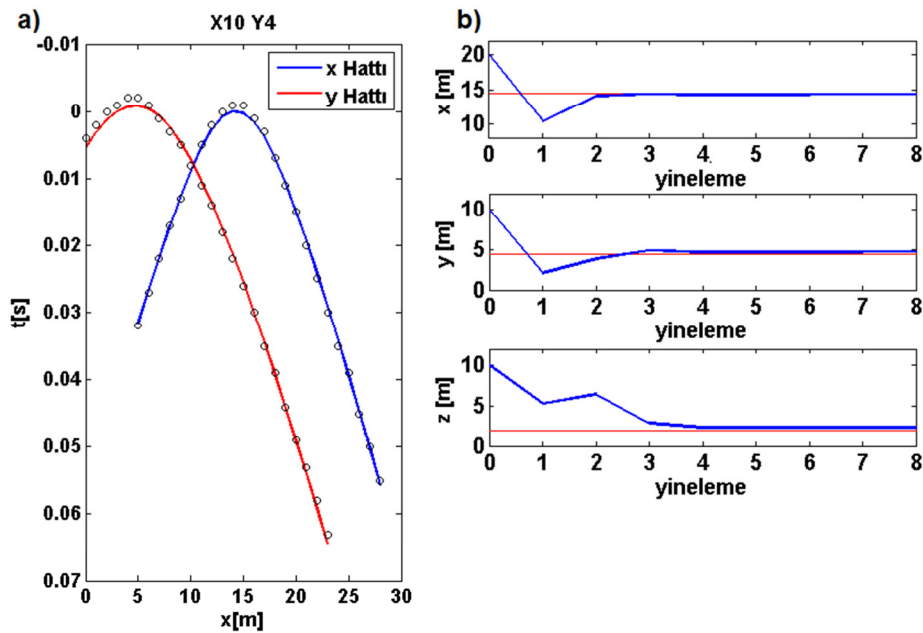 a)
X10 Y4
-0.01
0
0.01
0.02
0.03
0.04
0.05
0.06
0.07
t[s]
x Hattı
y Hattı
0 5 10 15 20 25 30
x[m]
b)
20
15
10
x [m]
0 1 2 3 4 5 6 7 8
yineleme
10
5
0
y [m]
0 1 2 3 4 5 6 7 8
yineleme
10
5
0
z [m]
0 1 2 3 4 5 6 7 8
yineleme